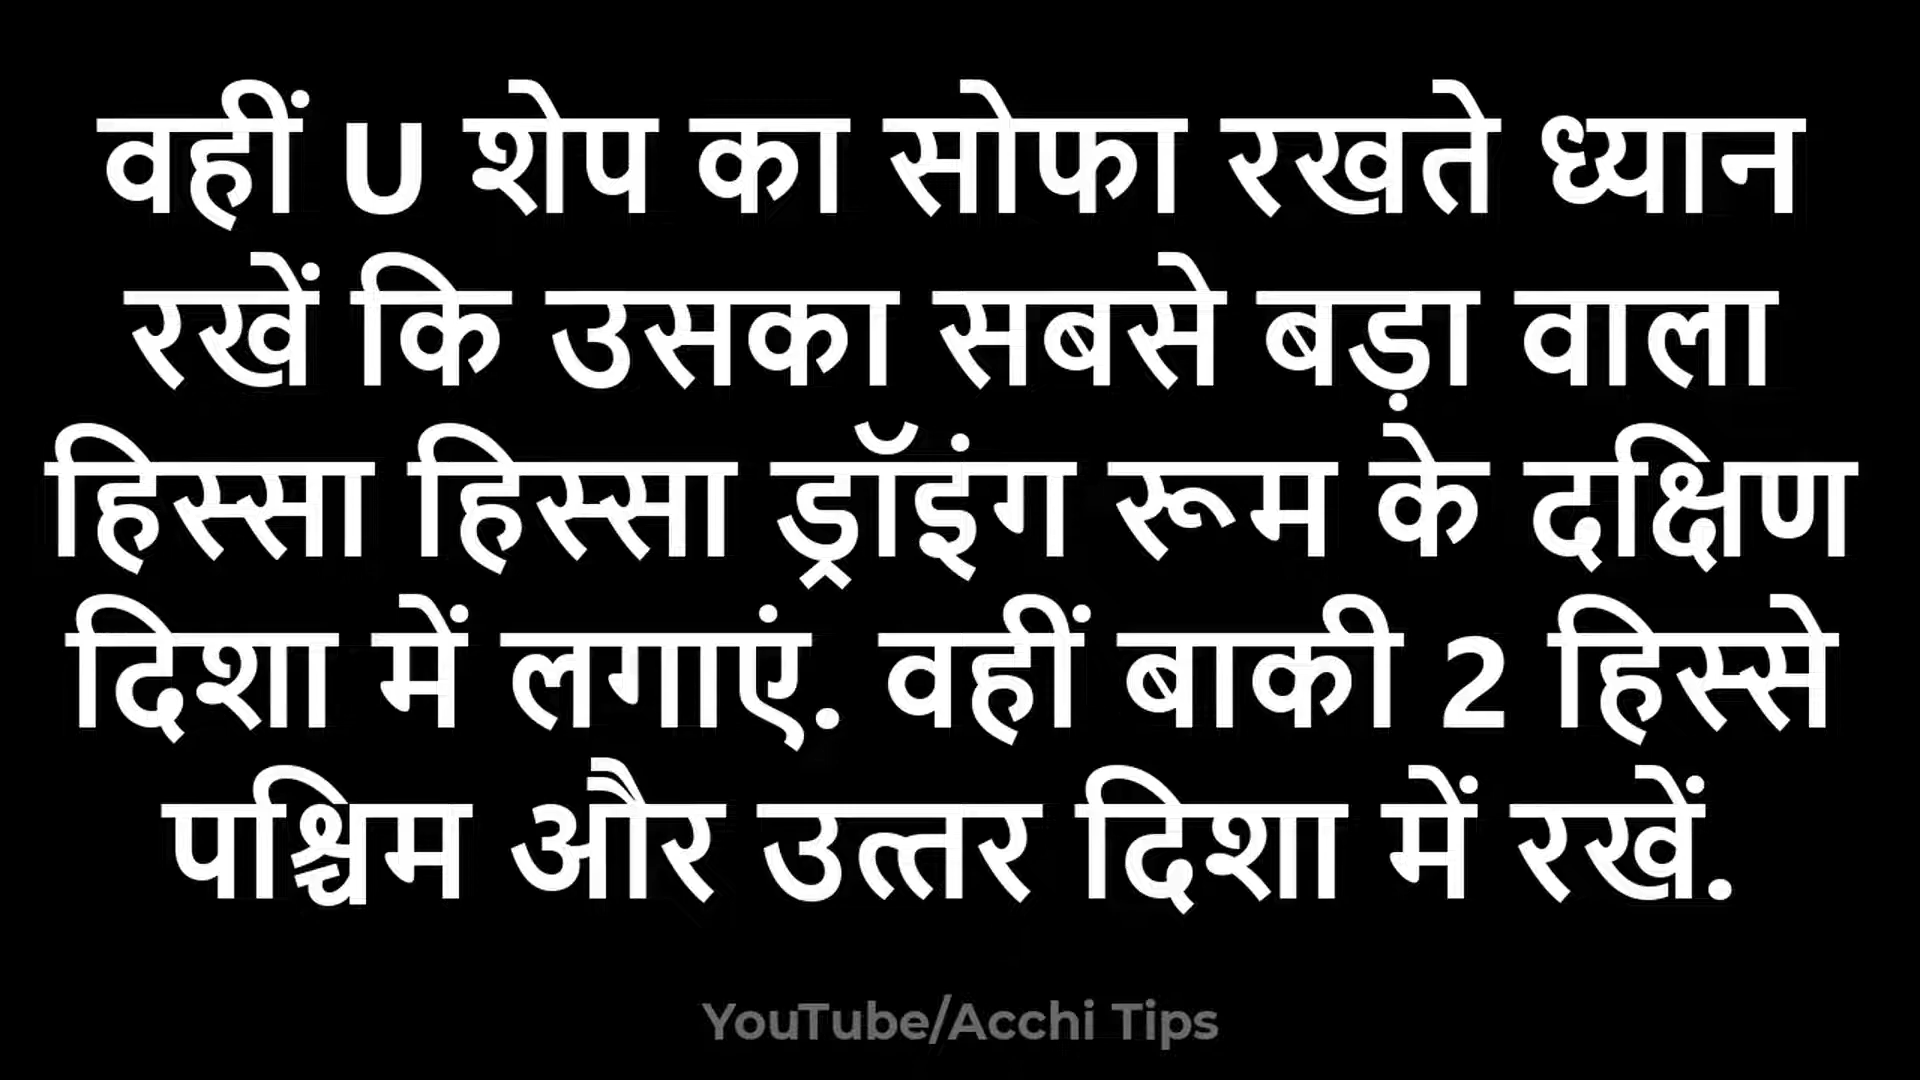 वहीं U शेप का सोफा रखते ध्यान
रखें कि उसका सबसे बड़ा वाला
हिस्सा हिस्सा ड्रॉइंग रूम के दक्षिण
दिशा में लगाएं. वहीं बाकी 2 हिस्से
पश्चिम और उत्तर दिशा में रखें.
YouTube/Acchi Tips